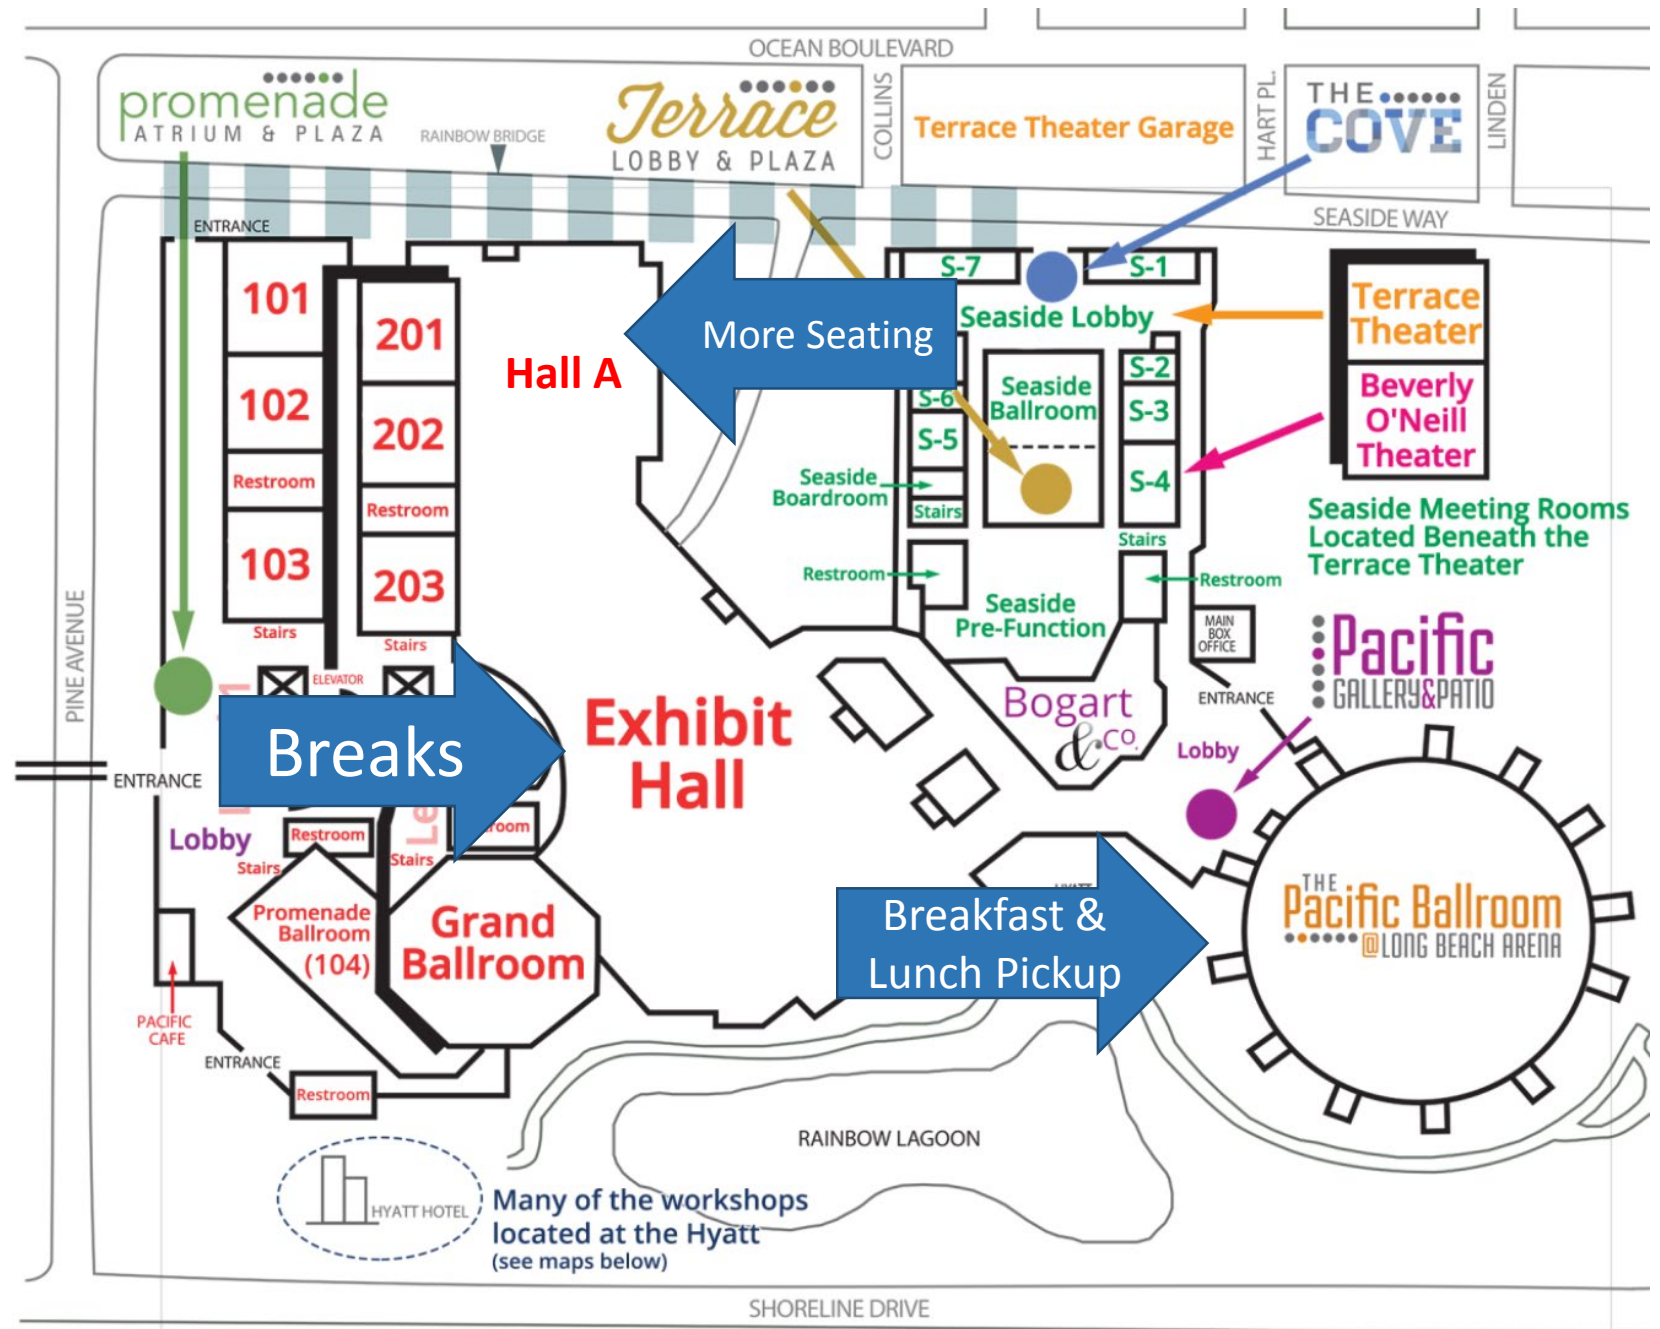 OCEAN BOULEVARD
promenade
ATRIUM & PLAZA
RAINBOW BRIDGE
Terrace
LOBBY & PLAZA
COLLINS
Terrace Theater Garage
HART PL.
THE
COVE
LINDEN
SEASIDE WAY
ENTRANCE
101
102
Restroom
103
Stairs
201
202
Restroom
203
Stairs
Hall A
More Seating
S-7
S-1
Seaside Lobby
S-6
S-5
Seaside
Boardroom
Stairs
Seaside
Ballroom
S-2
S-3
S-4
Stairs
Restroom
Restroom
Seaside
Pre-Function
Terrace
Theater
Beverly
O'Neill
Theater
Seaside Meeting Rooms
Located Beneath the
Terrace Theater
MAIN
BOX
OFFICE
ENTRANCE
Pacific
GALLERY&PATIO
PINE AVENUE
ELEVATOR
Breaks
Exhibit
Hall
Bogart
& Co.
Lobby
ENTRANCE
Lobby
Restroom
Stairs
Stairs
Promenade
Ballroom
(104)
Grand
Ballroom
Breakfast &
Lunch Pickup
THE
Pacific Ballroom
@LONG BEACH ARENA
PACIFIC
CAFE
ENTRANCE
Restroom
RAINBOW LAGOON
HYATT HOTEL
Many of the workshops
located at the Hyatt
(see maps below)
SHORELINE DRIVE